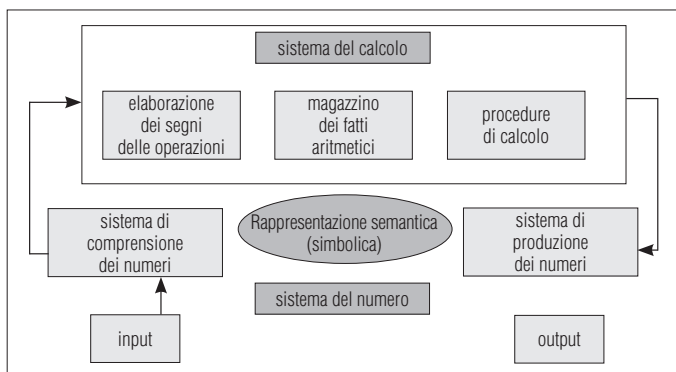 sistema del calcolo
elaborazione
dei segni
delle operazioni
magazzino
dei fatti
aritmetici
procedure
di calcolo
sistema di
comprensione
dei numeri
Rappresentazione semantica
(simbolica)
sistema di
produzione
dei numeri
sistema del numero
input
output